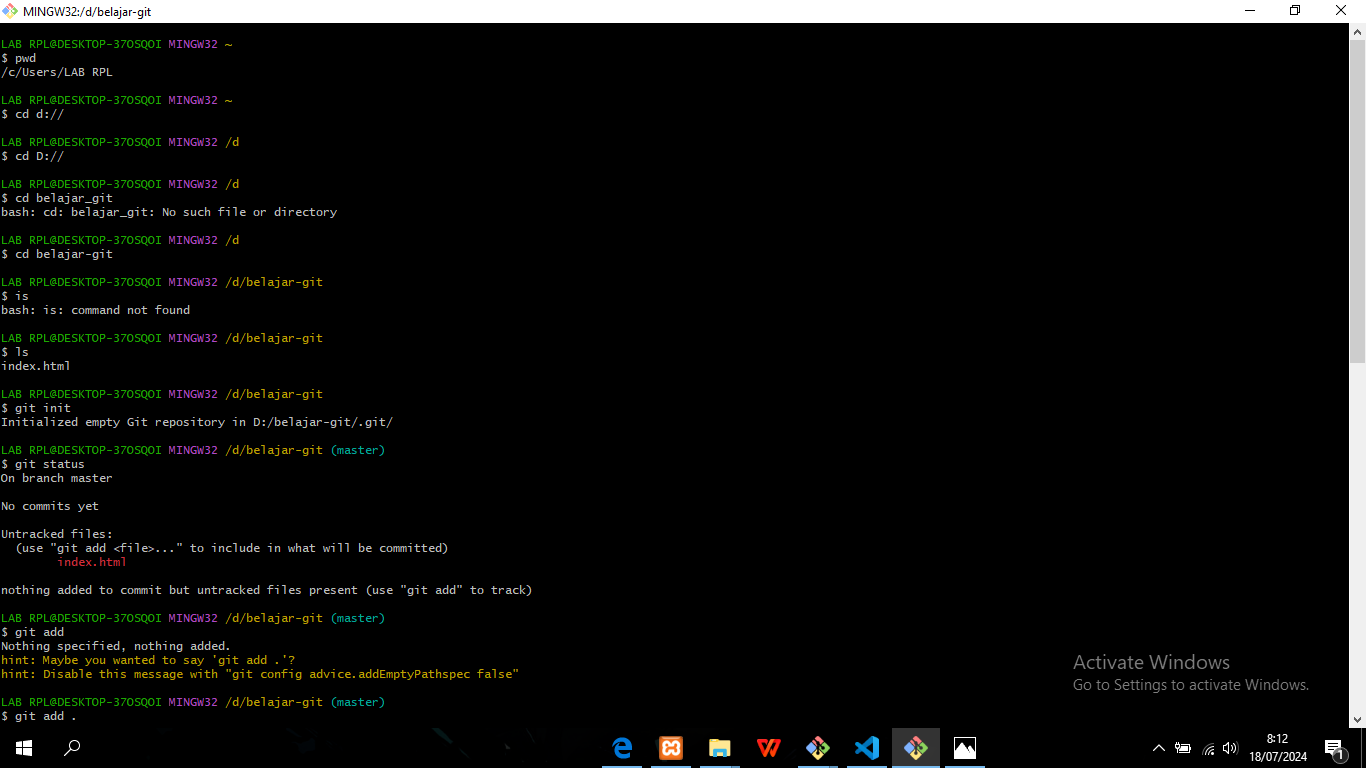 MINGW32:/d/belajar-git
LAB RPL@DESKTOP-37OSQOI MINGW32 ~
$ pwd
/c/Users/LAB RPL
LAB RPL@DESKTOP-37OSQOI MINGW32 ~
$ cd d://
LAB RPL@DESKTOP-37OSQOI MINGW32 /d
$ cd D://
LAB RPL@DESKTOP-37OSQOI MINGW32 /d
$ cd belajar_git
bash: cd: belajar_git: No such file or directory
LAB RPL@DESKTOP-37OSQOI MINGW32 /d
$ cd belajar-git
LAB RPL@DESKTOP-37OSQOI MINGW32 /d/belajar-git
$ is
bash: is: command not found
LAB RPL@DESKTOP-37OSQOI MINGW32 /d/belajar-git
$ ls
index.html
LAB RPL@DESKTOP-37OSQOI MINGW32 /d/belajar-git
$ git init
Initialized empty Git repository in D:/belajar-git/.git/
LAB RPL@DESKTOP-37OSQOI MINGW32 /d/belajar-git (master)
$ git status
On branch master
No commits yet
Untracked files:
  (use "git add <file>..." to include in what will be committed)
        index.html
nothing added to commit but untracked files present (use "git add" to track)
LAB RPL@DESKTOP-37OSQOI MINGW32 /d/belajar-git (master)
$ git add
Nothing specified, nothing added.
hint: Maybe you wanted to say 'git add .'?
hint: Disable this message with "git config advice.addEmptyPathspec false"
LAB RPL@DESKTOP-37OSQOI MINGW32 /d/belajar-git (master)
$ git add .
Activate Windows
Go to Settings to activate Windows.
8:12
18/07/2024
1